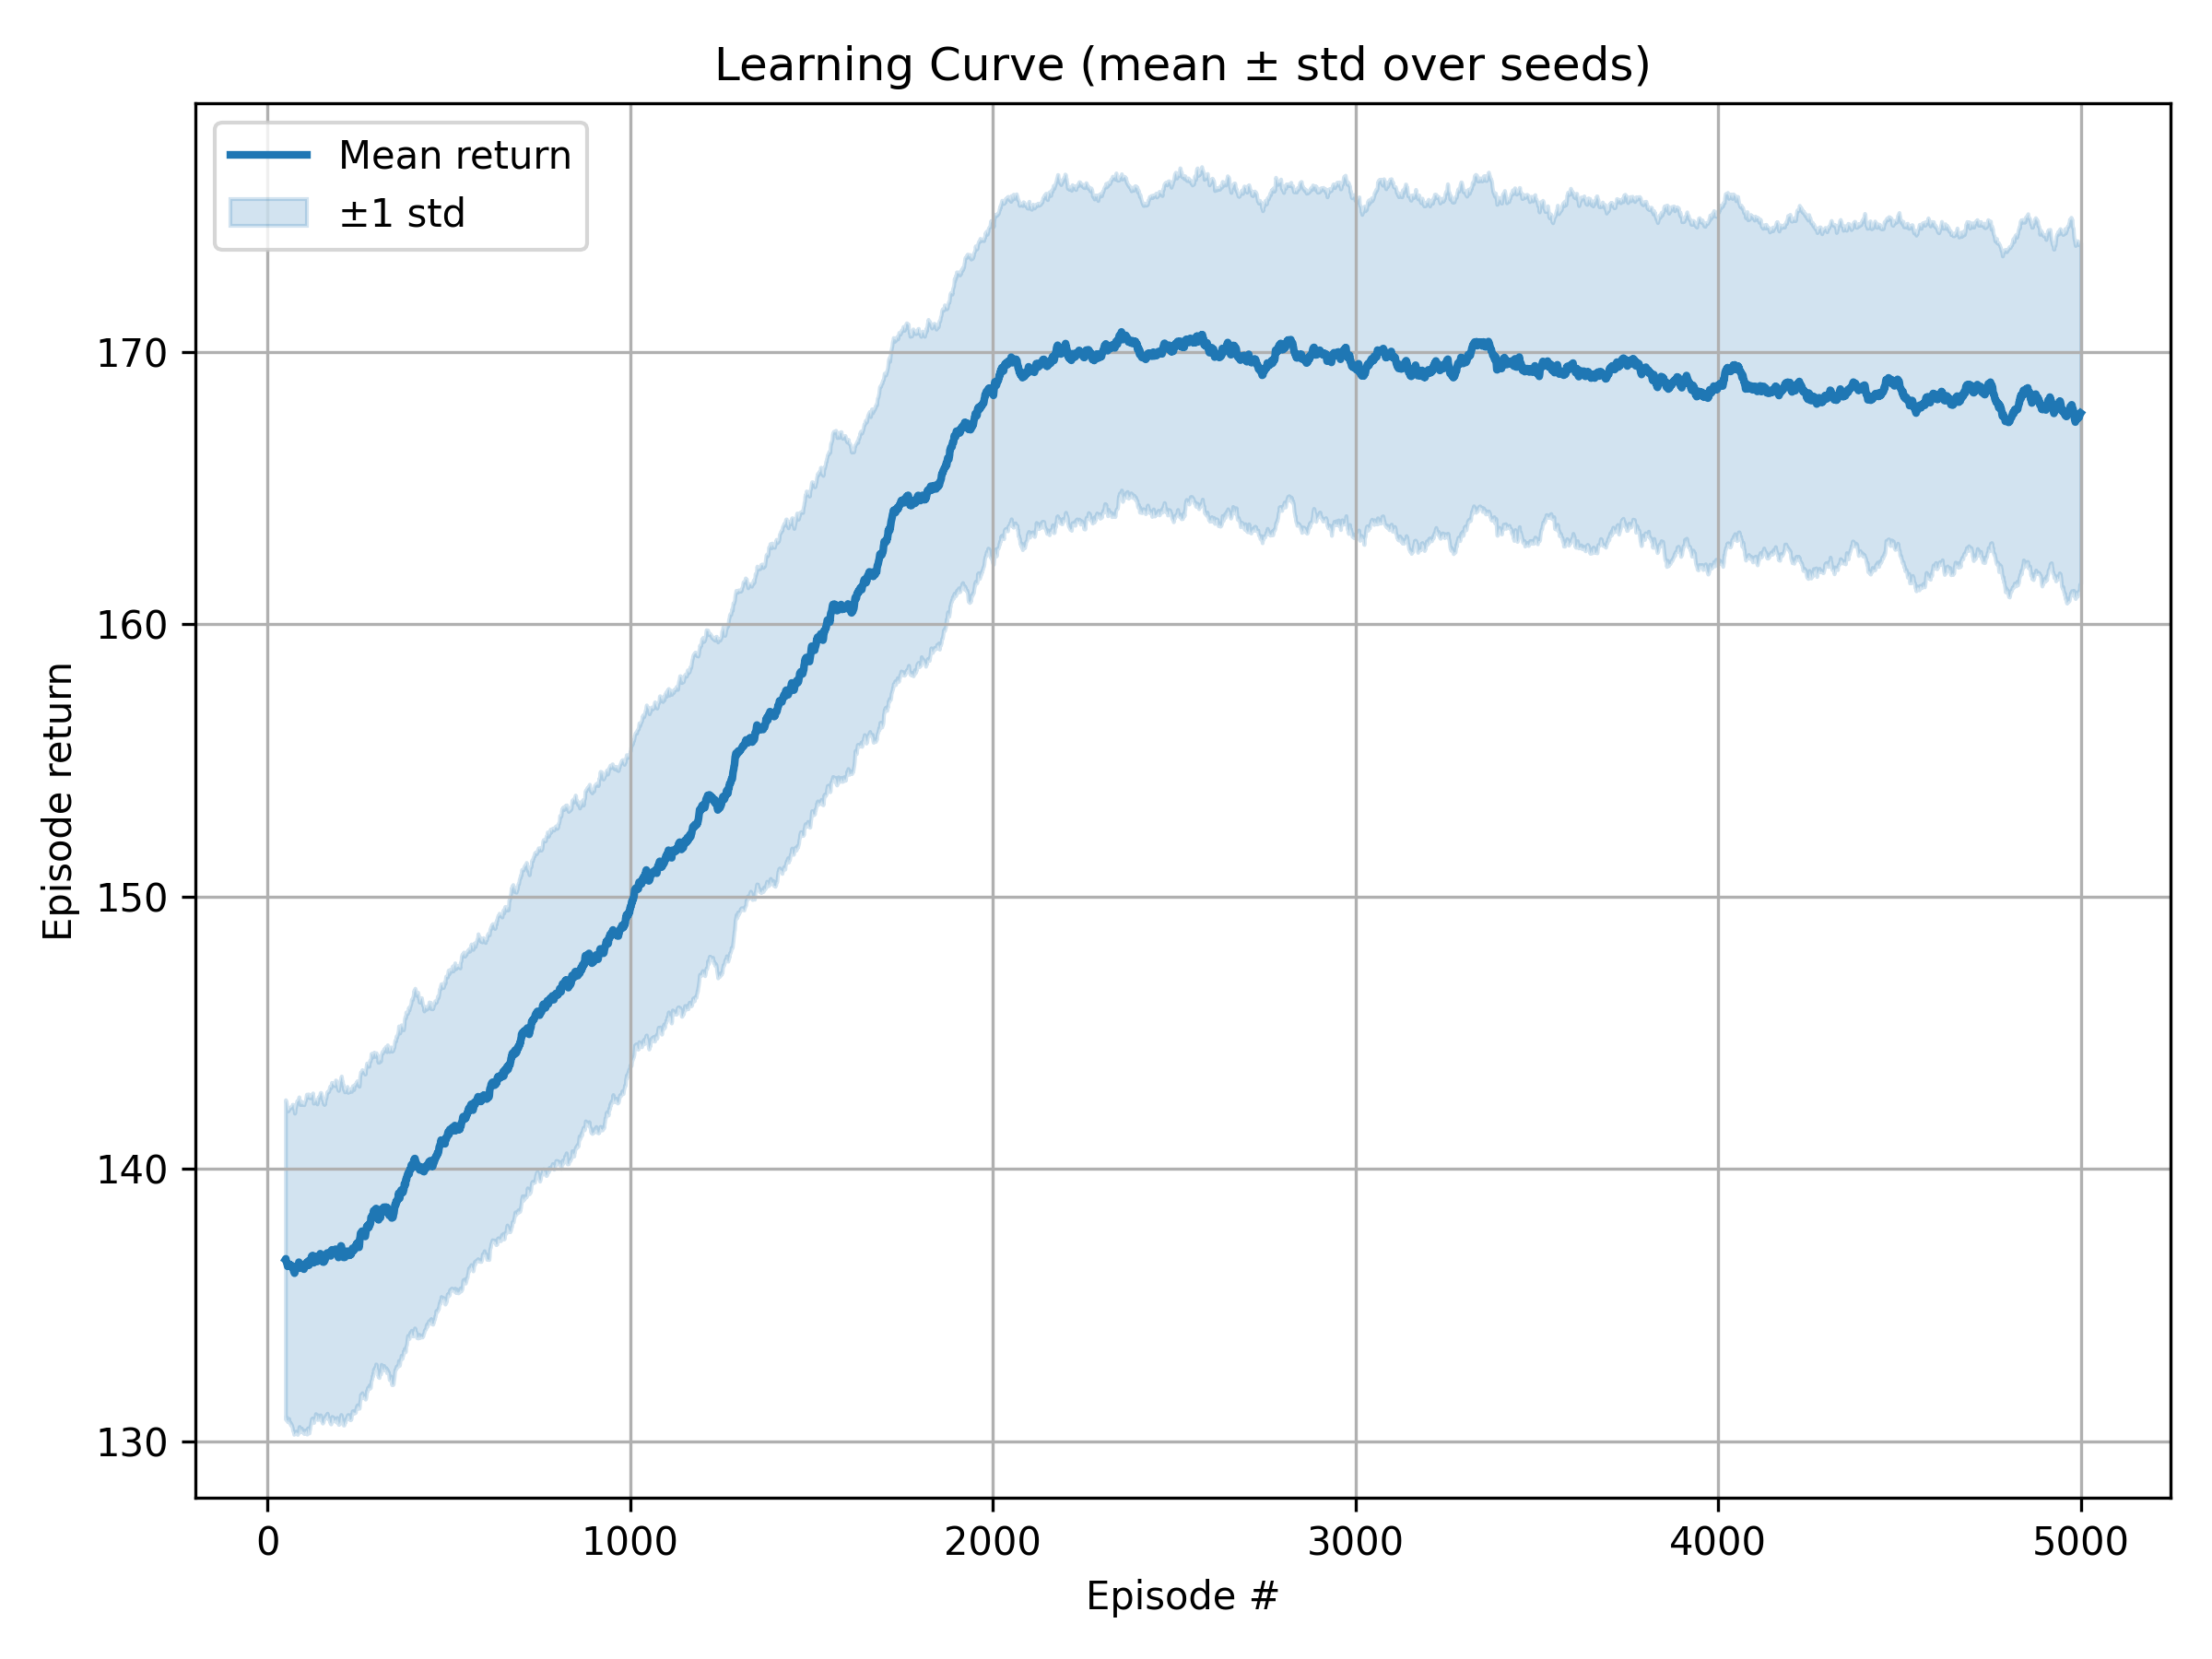 Learning Curve (mean ± std over seeds)
Mean return
±1 std
170
160
150
140
130
Episode return
0 1000 2000 3000 4000 5000
Episode #